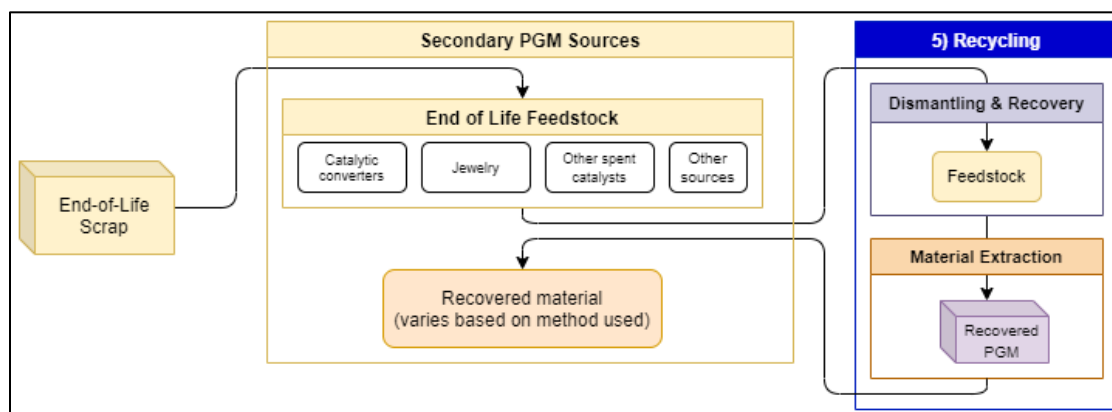 Secondary PGM Sources
5) Recycling
End of Life Feedstock
Catalytic
converters
Jewelry
Other spent
catalysts
Other
sources
End-of-Life
Scrap
Dismantling & Recovery
Feedstock
Material Extraction
Recovered
PGM
Recovered material
(varies based on method used)